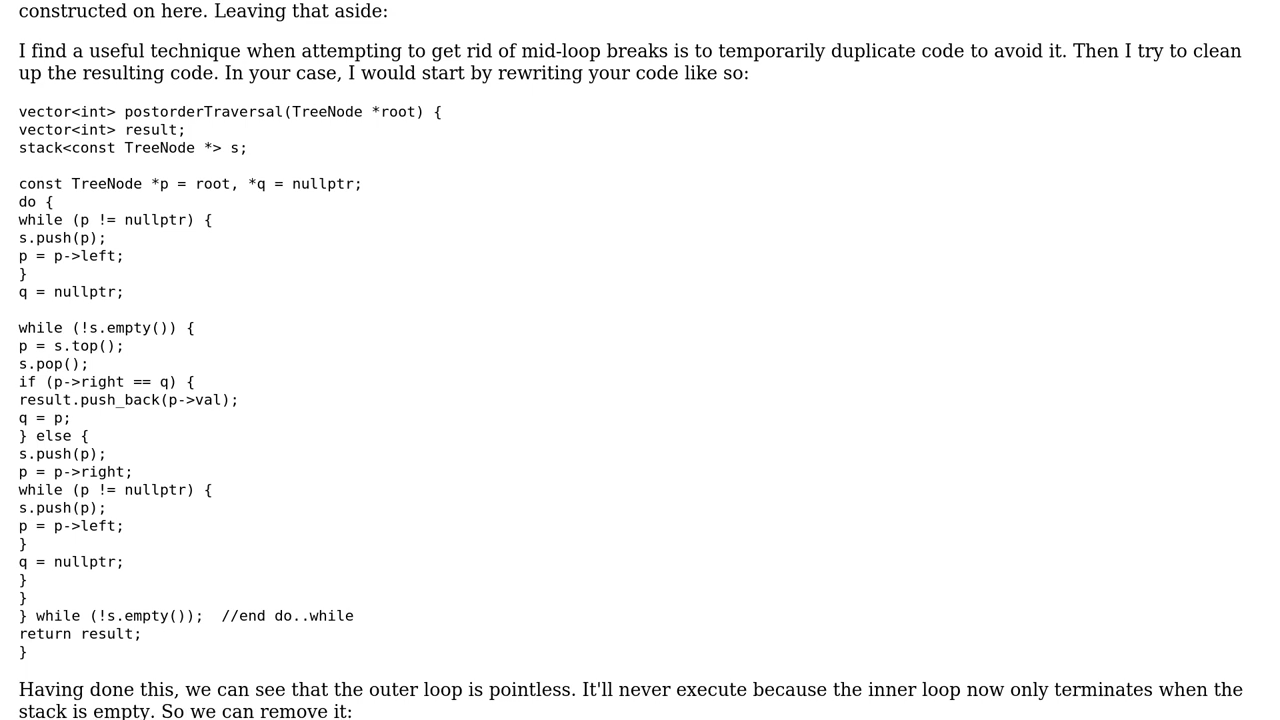 constructed on here. Leaving that aside:
I find a useful technique when attempting to get rid of mid-loop breaks is to temporarily duplicate code to avoid it. Then I try to clean
up the resulting code. In your case, I would start by rewriting your code like so:
vector<int> postorderTraversal(TreeNode *root) {
vector<int> result;
stack<const TreeNode *> s;
const TreeNode *p = root, *q = nullptr;
do {
while (p != nullptr) {
s.push(p);
p = p->left;
}
q = nullptr;
while (!s.empty()) {
p = s.top();
s.pop();
if (p->right == q) {
result.push_back(p->val);
q = p;
} else {
s.push(p);
p = p->right;
while (p != nullptr) {
s.push(p);
p = p->left;
}
q = nullptr;
}
}
} while (!s.empty());  //end do..while
return result;
}
Having done this, we can see that the outer loop is pointless. It'll never execute because the inner loop now only terminates when the
stack is empty. So we can remove it: